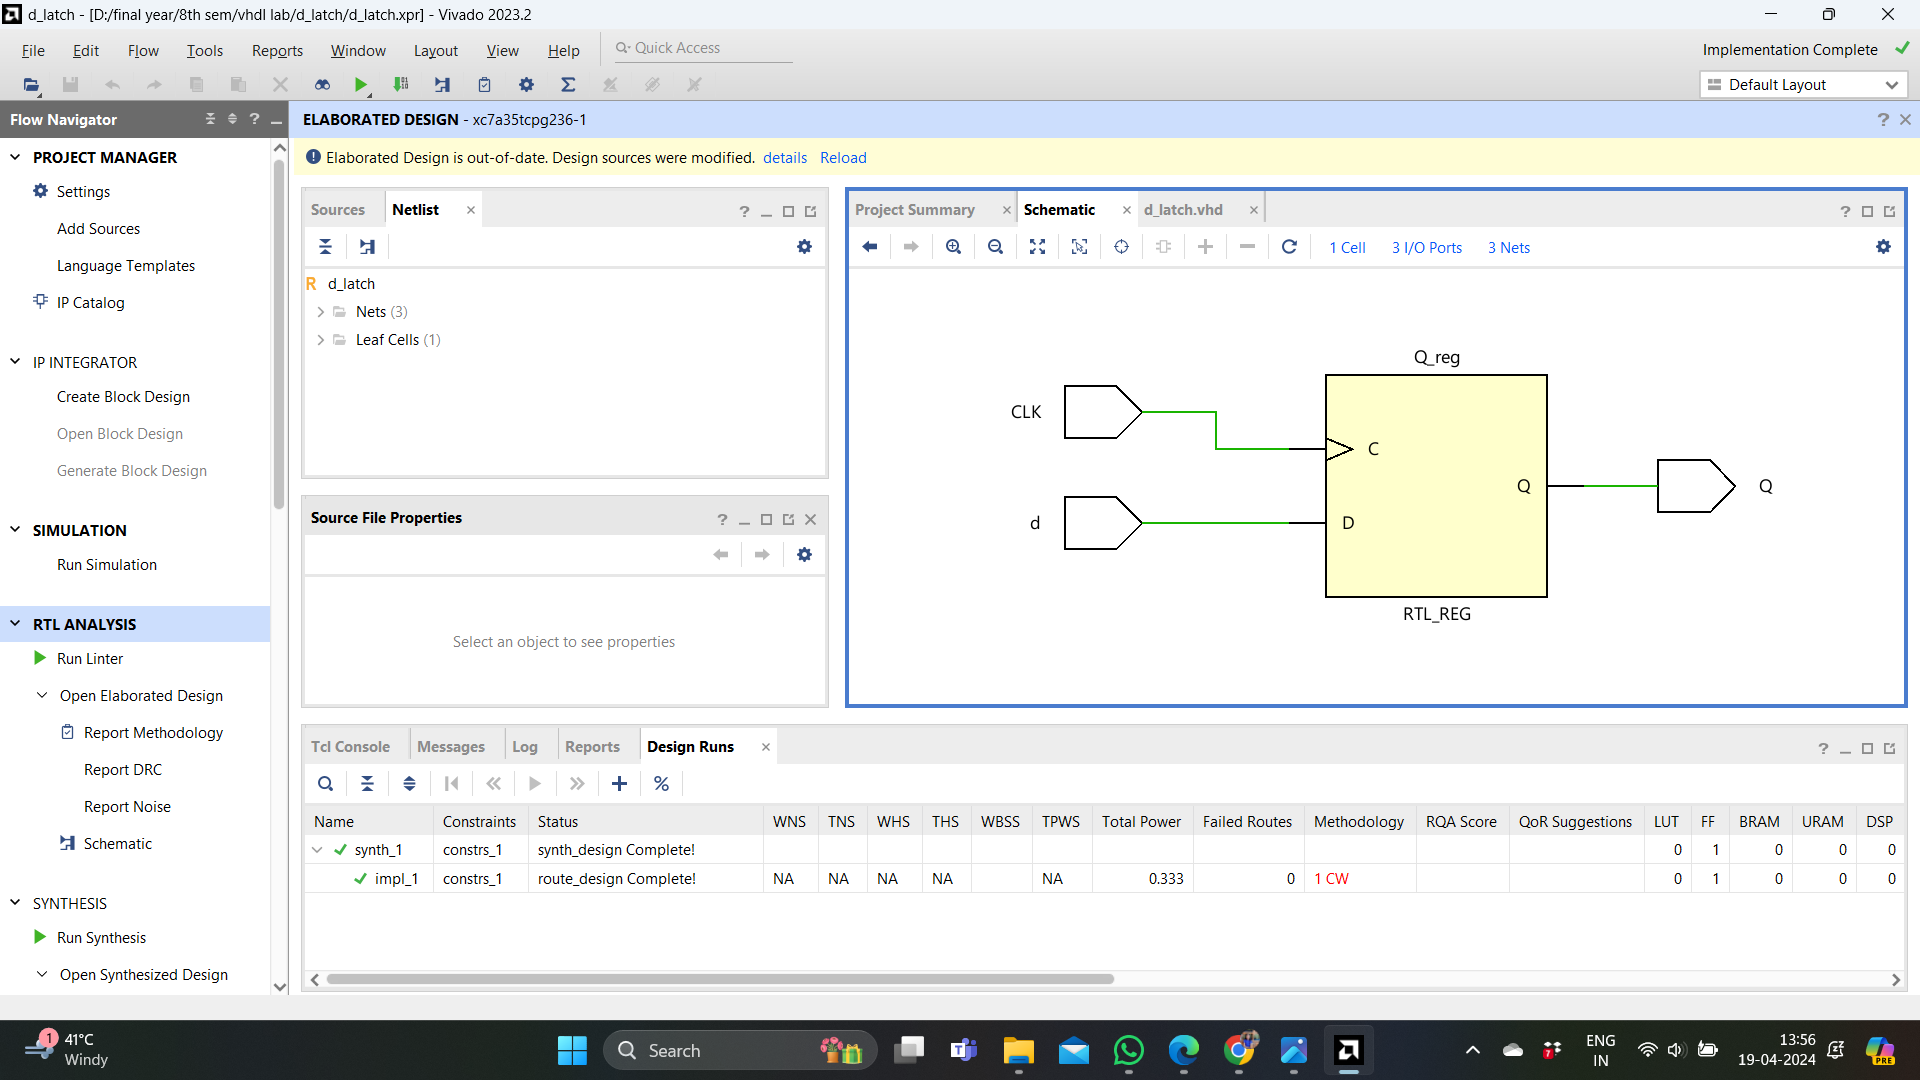 d_latch - [D:/final year/8th sem/vhdl lab/d_latch/d_latch.xpr] - Vivado 2023.2
File Edit Flow Tools Reports Window Layout View Help Quick Access
Implementation Complete
Default Layout
Flow Navigator
ELABORATED DESIGN - xc7a35tcpg236-1
Elaborated Design is out-of-date. Design sources were modified. details Reload
PROJECT MANAGER
Settings
Add Sources
Language Templates
IP Catalog
IP INTEGRATOR
Create Block Design
Open Block Design
Generate Block Design
SIMULATION
Run Simulation
RTL ANALYSIS
Run Linter
Open Elaborated Design
Report Methodology
Report DRC
Report Noise
Schematic
SYNTHESIS
Run Synthesis
Open Synthesized Design
Sources Netlist
R d_latch
Nets (3)
Leaf Cells (1)
Source File Properties
Select an object to see properties
Project Summary Schematic d_latch.vhd
1 Cell 3 I/O Ports 3 Nets
Q_reg
CLK
C
Q
Q
d
D
RTL_REG
Tcl Console Messages Log Reports Design Runs
Name Constraints Status WNS TNS WHS THS WBSS TPWS Total Power Failed Routes Methodology RQA Score QoR Suggestions LUT FF BRAM URAM DSP
synth_1 constrs_1 synth_design Complete! 0 1 0 0 0
impl_1 constrs_1 route_design Complete! NA NA NA NA NA 0.333 0 1 CW 0 1 0 0 0
1
41°C
Windy
Search
7
ENG
IN
13:56
19-04-2024
PRE